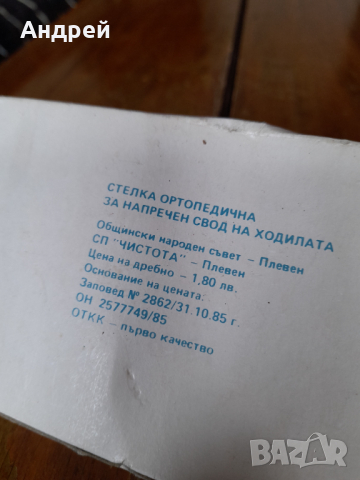 Андрей
СТЕЛКА ОРТОПЕДИЧНА
ЗА НАПРЕЧЕН СВОД НА ХОДИЛАТА
Общински народен съвет – Плевен
СП "ЧИСТОТА" – Плевен
Цена на дребно – 1,80 лв.
Основание на цената:
Заповед № 2862/31.10.85 г.
ОН 2577749/85
ОТКК – първо качество
BAZAR